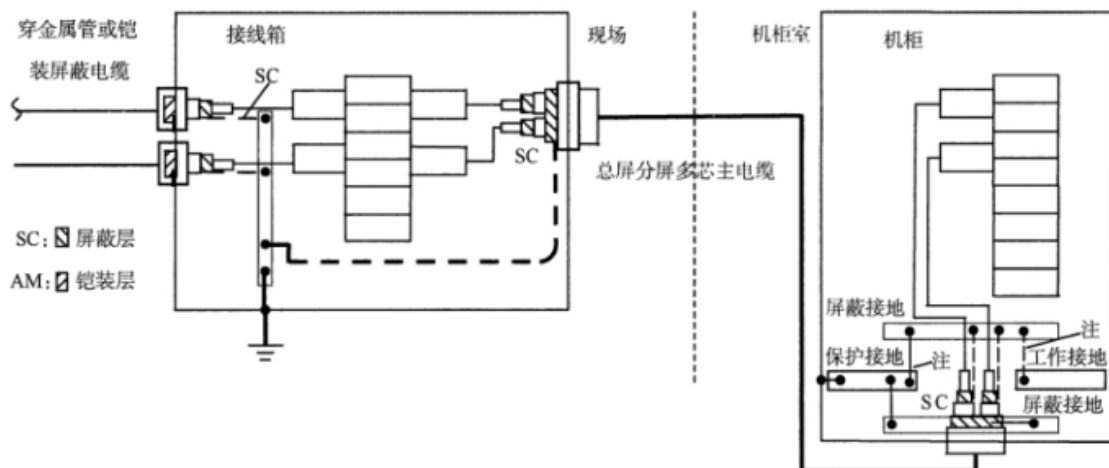 穿金属管或铠
装屏蔽电缆
接线箱
现场
机柜室
机柜
SC
SC
总屏分屏多芯主电缆
SC: 屏蔽层
AM: 铠装层
屏蔽接地
注
保护接地
注
工作接地
SC
屏蔽接地